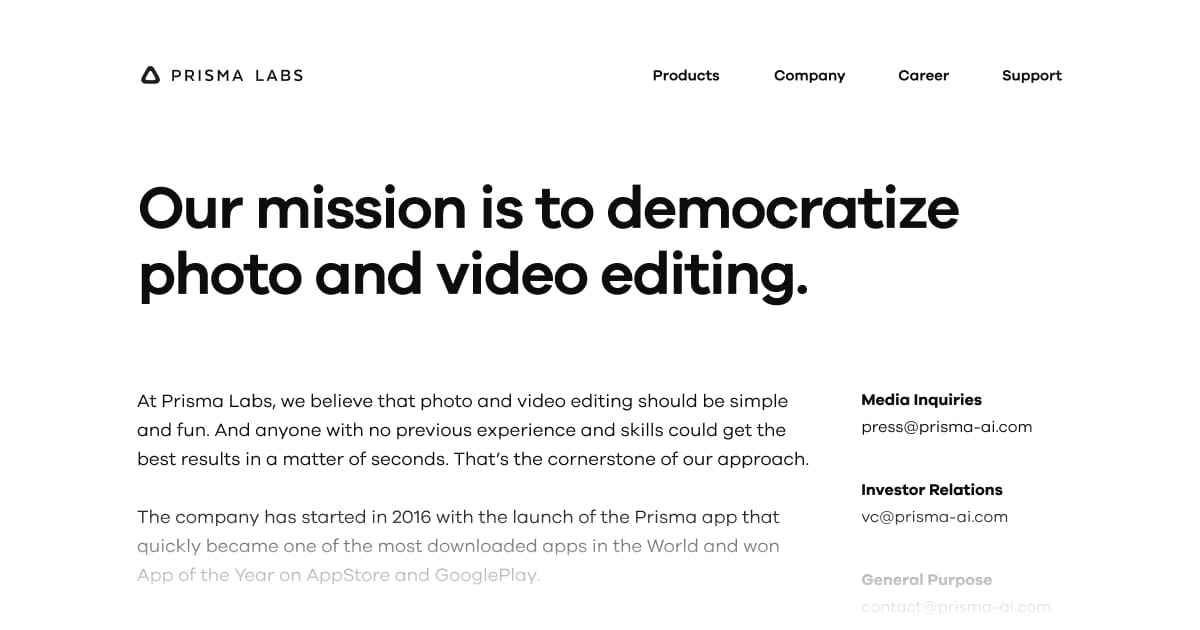 PRISMA LABS
Products Company Career Support
Our mission is to democratize
photo and video editing.
At Prisma Labs, we believe that photo and video editing should be simple
and fun. And anyone with no previous experience and skills could get the
best results in a matter of seconds. That’s the cornerstone of our approach.
The company has started in 2016 with the launch of the Prisma app that
quickly became one of the most downloaded apps in the World and won
App of the Year on AppStore and GooglePlay.
Media Inquiries
press@prisma-ai.com
Investor Relations
vc@prisma-ai.com
General Purpose
contact@prisma-ai.com